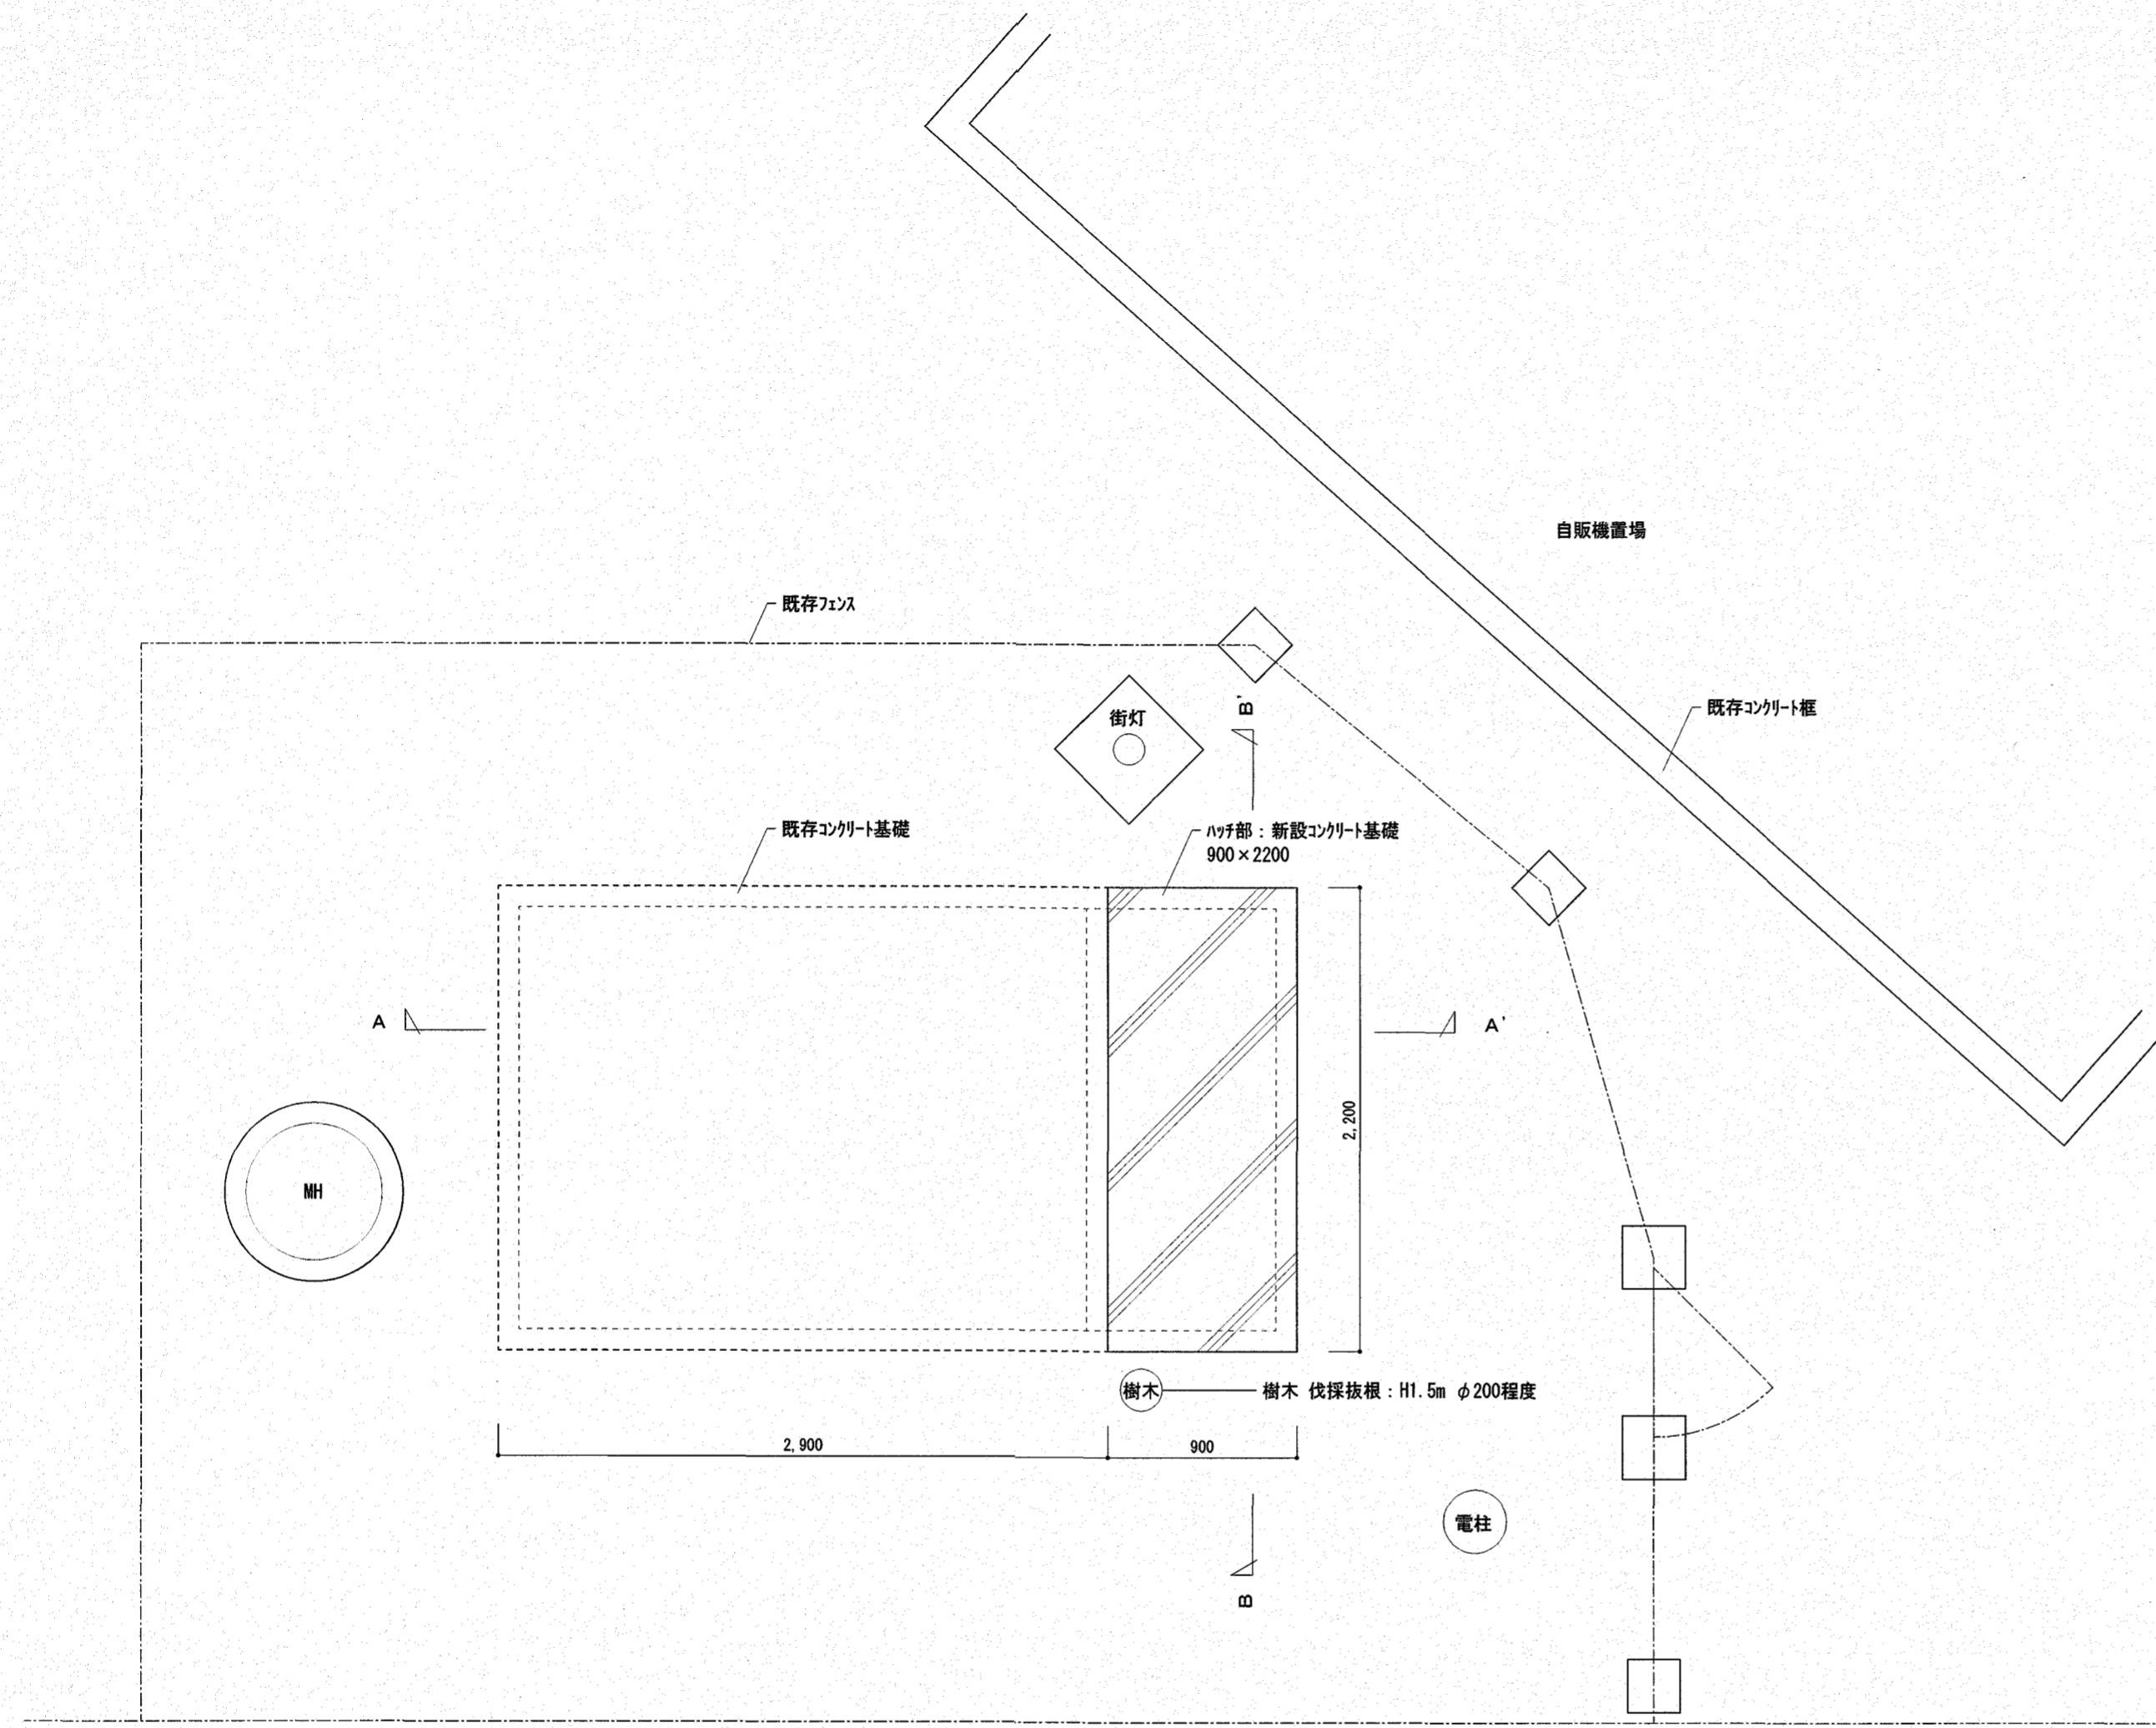 自販機置場
既存ﾌｪﾝｽ
既存ｺﾝｸﾘｰﾄ框
B'
街灯
既存ｺﾝｸﾘｰﾄ基礎
ﾊｯﾁ部：新設ｺﾝｸﾘｰﾄ基礎
900×2200
A
A'
2,200
MH
樹木
樹木 伐採抜根：H1.5m φ200程度
2,900
900
電柱
B